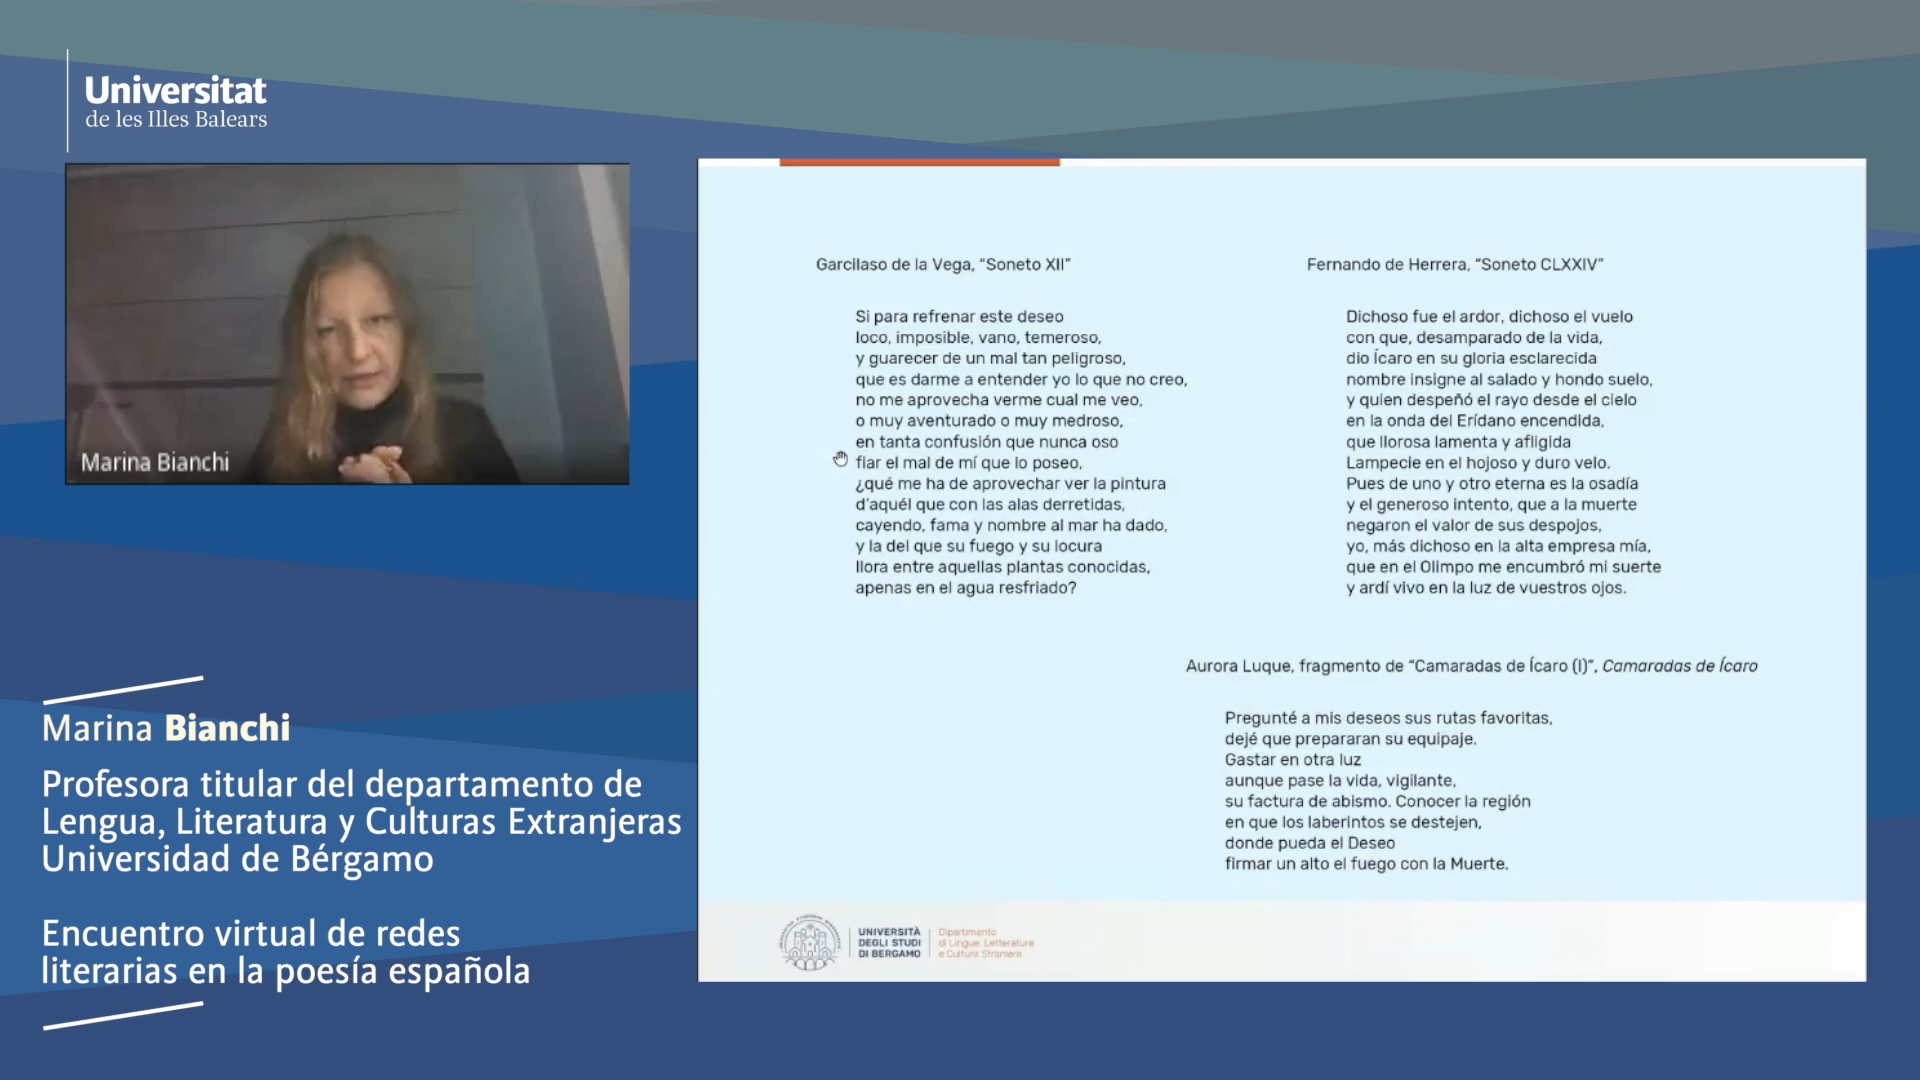 Universitat
de les Illes Balears
Marina Bianchi
Marina Bianchi
Profesora titular del departamento de
Lengua, Literatura y Culturas Extranjeras
Universidad de Bérgamo
Encuentro virtual de redes
literarias en la poesía española
Garcilaso de la Vega, “Soneto XII”
Si para refrenar este deseo
loco, imposible, vano, temeroso,
y guarecer de un mal tan peligroso,
que es darme a entender yo lo que no creo,
no me aprovecha verme cual me veo,
o muy aventurado o muy medroso,
en tanta confusión que nunca oso
fiar el mal de mí que lo poseo,
¿qué me ha de aprovechar ver la pintura
d’aquél que con las alas derretidas,
cayendo, fama y nombre al mar ha dado,
y la del que su fuego y su locura
llora entre aquellas plantas conocidas,
apenas en el agua resfriado?
Fernando de Herrera, “Soneto CLXXIV”
Dichoso fue el ardor, dichoso el vuelo
con que, desamparado de la vida,
dio Ícaro en su gloria esclarecida
nombre insigne al salado y hondo suelo,
y quien despeñó el rayo desde el cielo
en la onda del Erídano encendida,
que llorosa lamenta y afligida
Lampecie en el hojoso y duro velo.
Pues de uno y otro eterna es la osadía
y el generoso intento, que a la muerte
negaron el valor de sus despojos,
yo, más dichoso en la alta empresa mía,
que en el Olimpo me encumbró mi suerte
y ardí vivo en la luz de vuestros ojos.
Aurora Luque, fragmento de “Camaradas de Ícaro (I)”, Camaradas de Ícaro
Pregunté a mis deseos sus rutas favoritas,
dejé que prepararan su equipaje.
Gastar en otra luz
aunque pase la vida, vigilante,
su factura de abismo. Conocer la región
en que los laberintos se destejen,
donde pueda el Deseo
firmar un alto el fuego con la Muerte.
UNIVERSITÀ
DEGLI STUDI
DI BERGAMO
Dipartimento
di Lingue, Letterature
e Culture Straniere